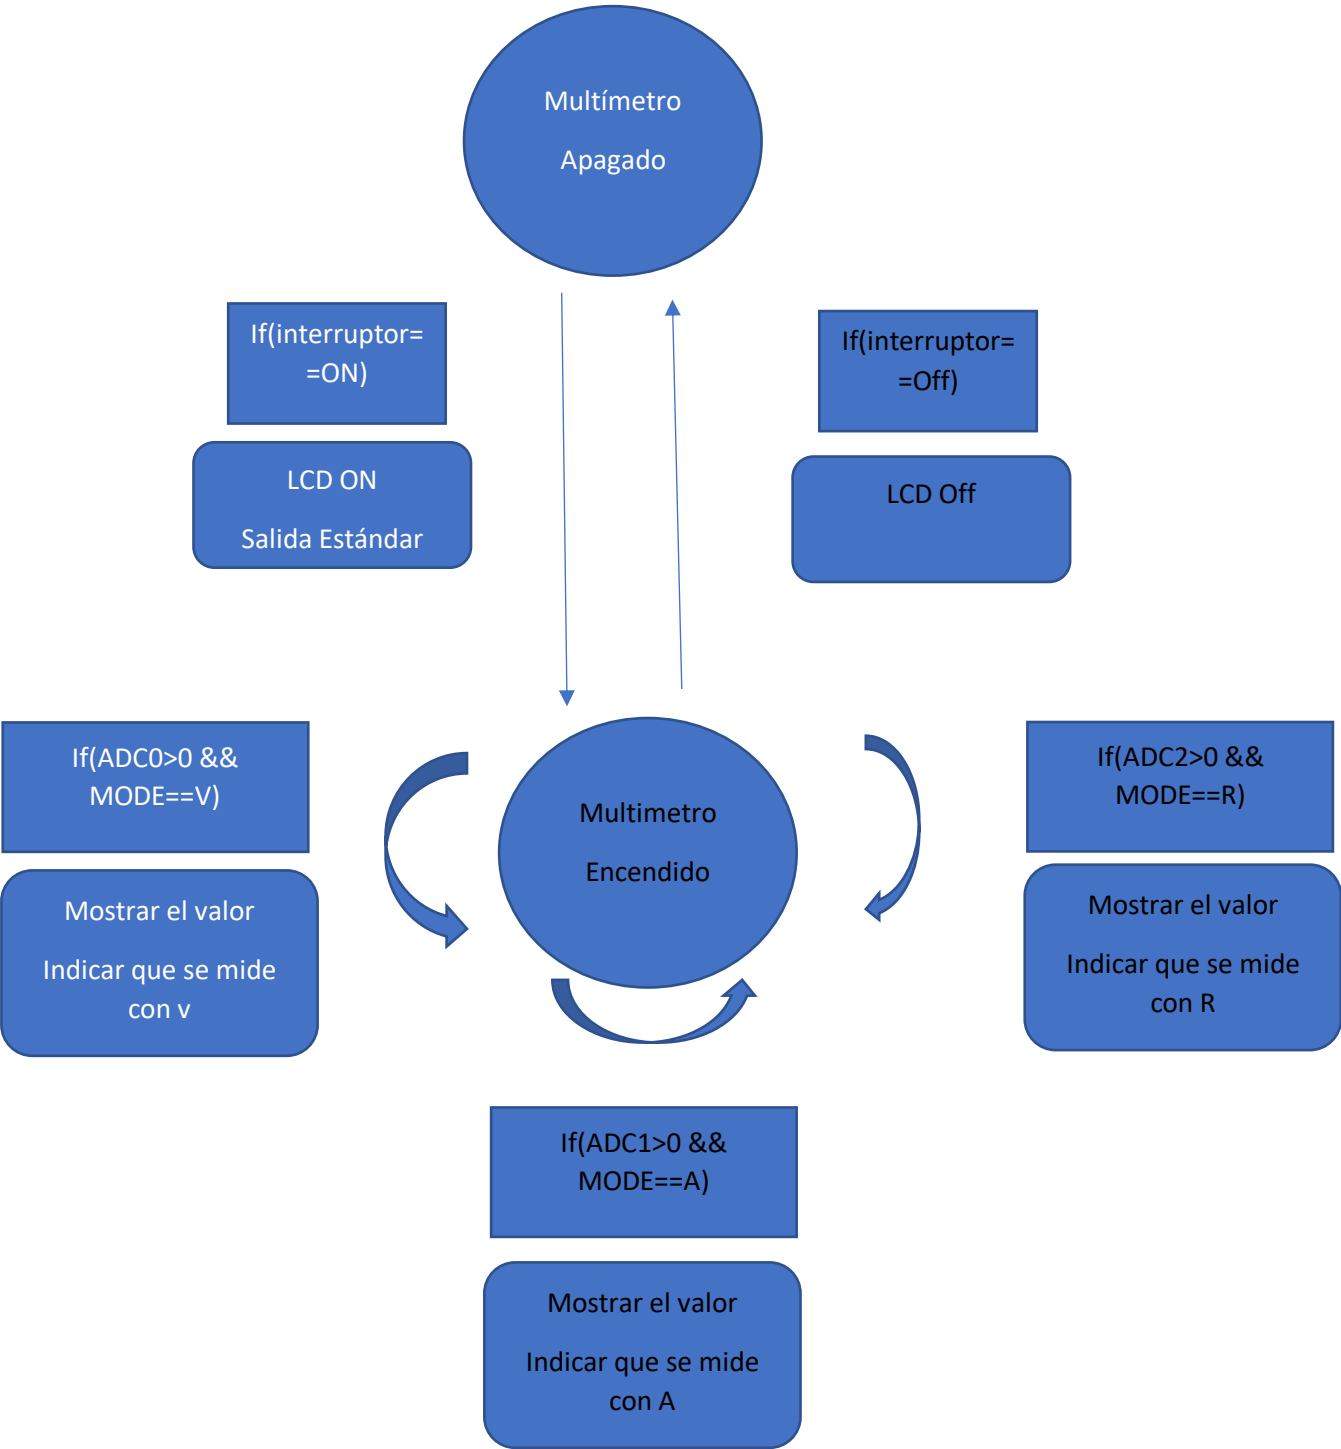 Multímetro
Apagado
If(interruptor=
=ON)
If(interruptor=
=Off)
LCD ON
Salida Estándar
LCD Off
If(ADC0>0 &&
MODE==V)
Mostrar el valor
Indicar que se mide
con v
Multimetro
Encendido
If(ADC2>0 &&
MODE==R)
Mostrar el valor
Indicar que se mide
con R
If(ADC1>0 &&
MODE==A)
Mostrar el valor
Indicar que se mide
con A